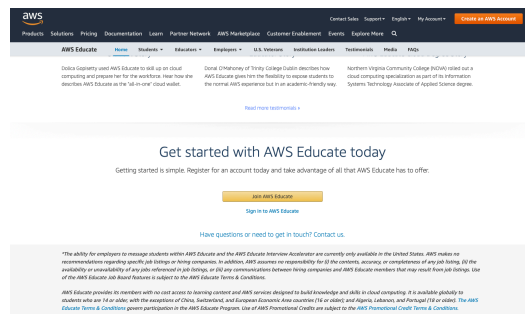 aws
Contact Sales Support English My Account Create an AWS Account
Products Solutions Pricing Documentation Learn Partner Network AWS Marketplace Customer Enablement Events Explore More
AWS Educate Home Students Educators Employers U.S. Veterans Institution Leaders Testimonials Media FAQs
Dolica Gopisetty used AWS Educate to skill up on cloud
computing and prepare her for the workforce. Hear how she
describes AWS Educate as the "all-in-one" cloud wallet.
Donal O'Mahoney of Trinity College Dublin describes how
AWS Educate gives him the flexibility to expose students to
the normal AWS experience but in an academic-friendly way.
Northern Virginia Community College (NOVA) rolled out a
cloud computing specialization as part of its Information
Systems Technology Associate of Applied Science degree.
Read more testimonials »
Get started with AWS Educate today
Getting started is simple. Register for an account today and take advantage of all that AWS Educate has to offer.
Join AWS Educate
Sign in to AWS Educate
Have questions or need to get in touch? Contact us.
*The ability for employers to message students within AWS Educate and the AWS Educate Interview Accelerator are currently only available in the United States. AWS makes no
recommendations regarding specific job listings or hiring companies. In addition, AWS assumes no responsibility for (i) the contents, accuracy, or completeness of any job listing, (ii) the
availability or unavailability of any jobs referenced in job listings, or (iii) any communications between hiring companies and AWS Educate members that may result from job listings. Use
of the AWS Educate Job Board features is subject to the AWS Educate Terms & Conditions.
AWS Educate provides its members with no cost access to learning content and AWS services designed to build knowledge and skills in cloud computing. It is available globally to
students who are 14 or older; with the exceptions of China, Switzerland, and European Economic Area countries (16 or older); and Algeria, Lebanon, and Portugal (18 or older). The AWS
Educate Terms & Conditions govern participation in the AWS Educate Program. Use of AWS Promotional Credits are subject to the AWS Promotional Credit Terms & Conditions.